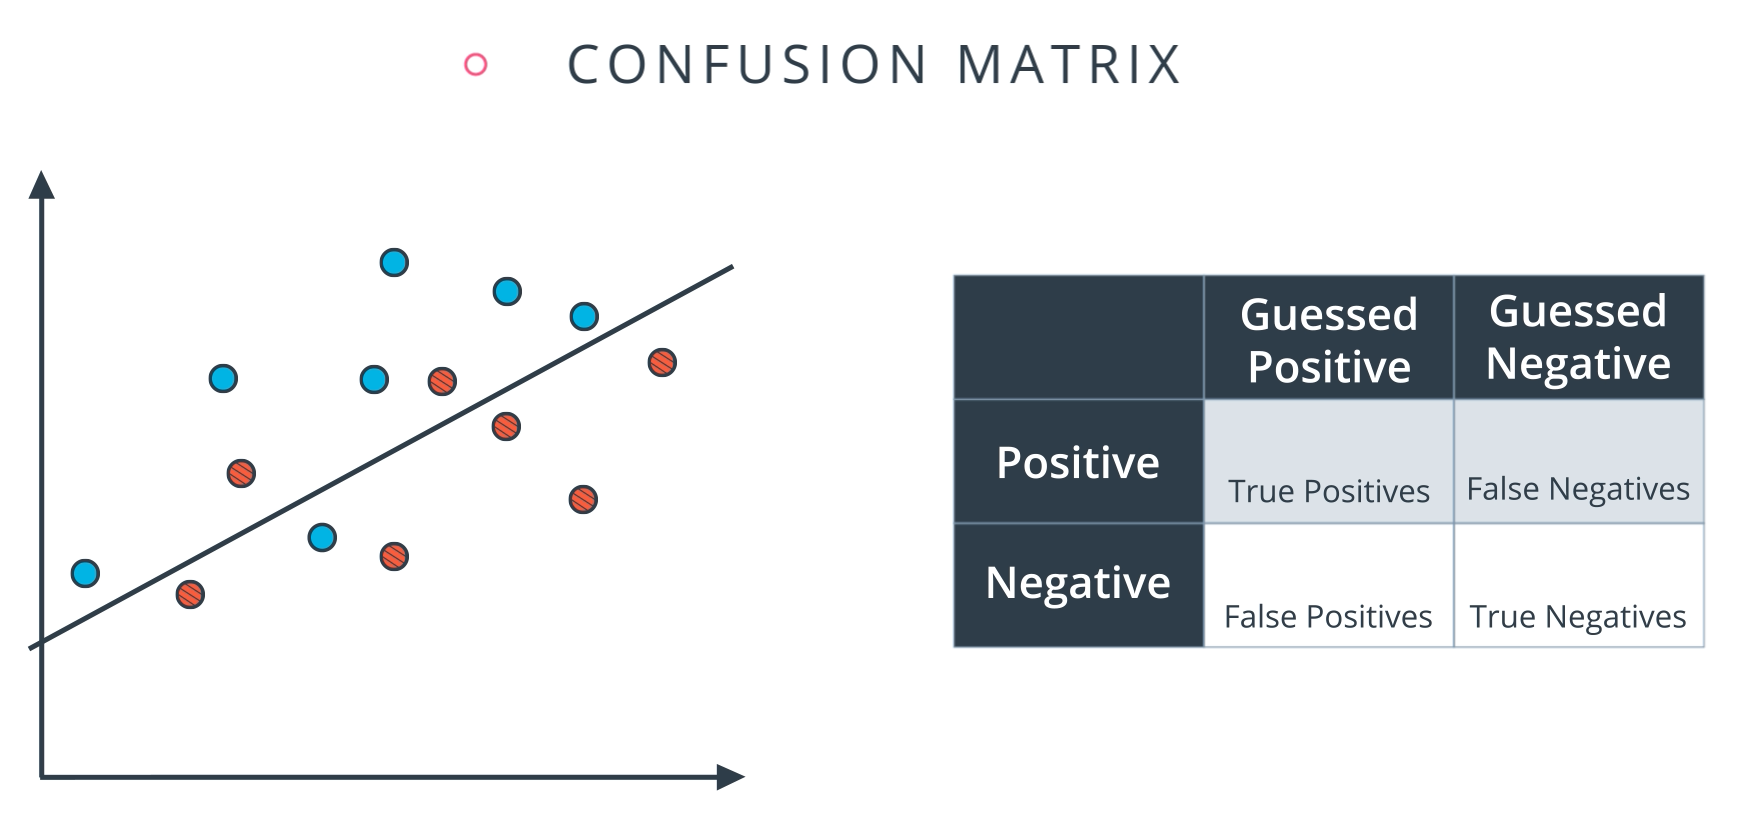 CONFUSION MATRIX
Guessed
Positive
Guessed
Negative
Positive
True Positives
False Negatives
Negative
False Positives
True Negatives